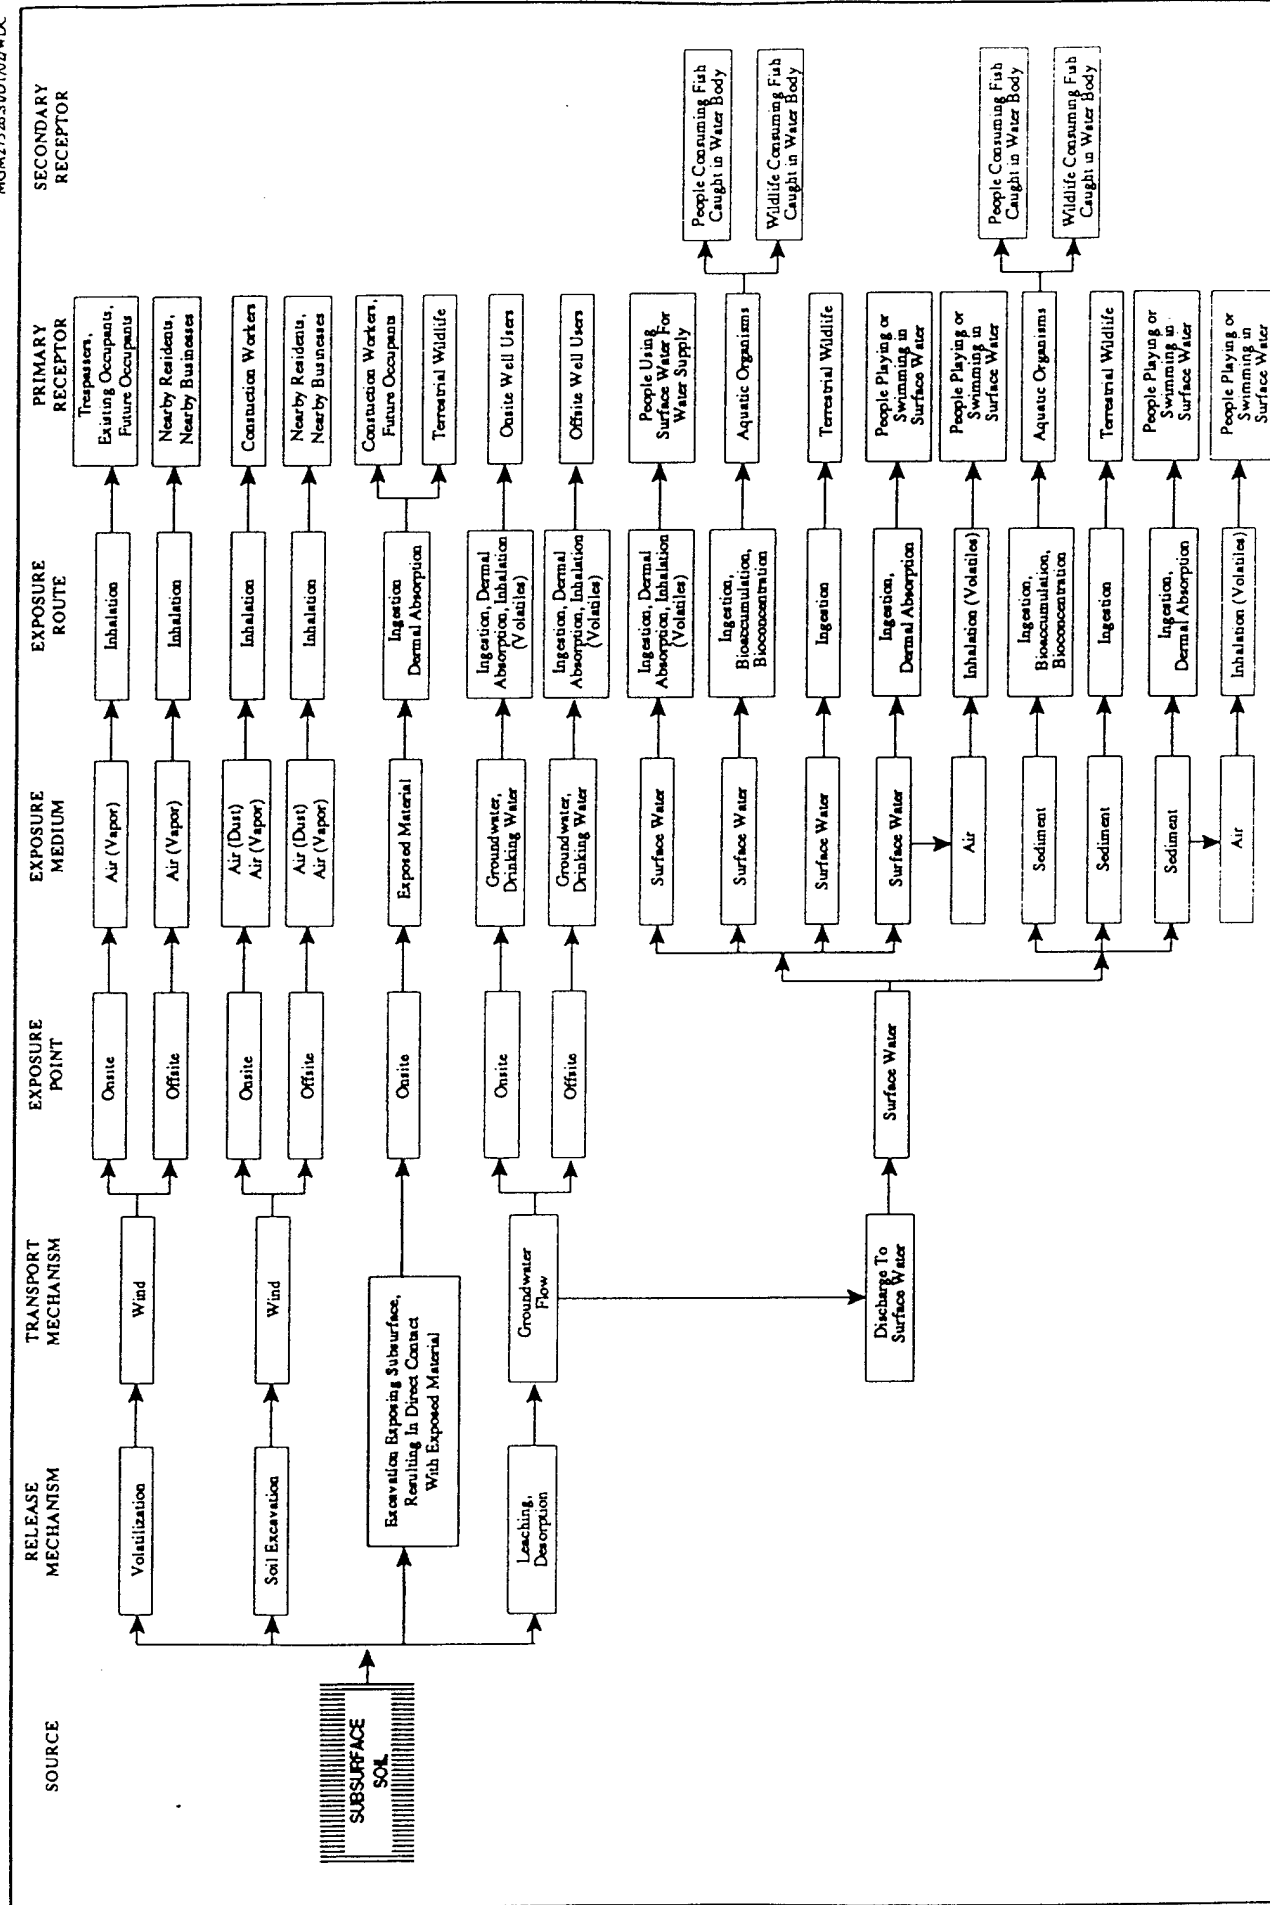 SOURCE
RELEASE
MECHANISM
TRANSPORT
MECHANISM
EXPOSURE
POINT
EXPOSURE
MEDIUM
EXPOSURE
ROUTE
PRIMARY
RECEPTOR
SECONDARY
RECEPTOR
SUBSURFACE
SOIL
Volatilization
Wind
Onsite
Air (Vapor)
Inhalation
Trespassers,
Existing Occupants,
Future Occupants
Offsite
Air (Vapor)
Inhalation
Nearby Residents,
Nearby Businesses
Soil Excavation
Wind
Onsite
Air (Dust)
Air (Vapor)
Inhalation
Constuction Workers
Offsite
Air (Dust)
Air (Vapor)
Inhalation
Nearby Residents,
Nearby Businesses
Excavation Exposing Subsurface,
Resulting In Direct Contact
With Exposed Material
Onsite
Exposed Material
Ingestion
Dermal Absorption
Constuction Workers,
Future Occupants
Terrestrial Wildlife
Leaching,
Desorption
Groundwater
Flow
Onsite
Groundwater,
Drinking Water
Ingestion, Dermal
Absorption, Inhalation
(Volatiles)
Onsite Well Users
Offsite
Groundwater,
Drinking Water
Ingestion, Dermal
Absorption, Inhalation
(Volatiles)
Offsite Well Users
Discharge To
Surface Water
Surface Water
Surface Water
Ingestion, Dermal
Absorption, Inhalation
(Volatiles)
People Using
Surface Water For
Water Supply
Surface Water
Ingestion,
Bioaccumulation,
Bioconcentration
Aquatic Organisms
People Consuming Fish
Caught in Water Body
Wildlife Consuming Fish
Caught in Water Body
Surface Water
Ingestion
Terrestrial Wildlife
Surface Water
Ingestion,
Dermal Absorption
People Playing or
Swimming in
Surface Water
Air
Inhalation (Volatiles)
People Playing or
Swimming in
Surface Water
Sediment
Ingestion,
Bioaccumulation,
Bioconcentration
Aquatic Organisms
People Consuming Fish
Caught in Water Body
Wildlife Consuming Fish
Caught in Water Body
Sediment
Ingestion
Terrestrial Wildlife
Sediment
Ingestion,
Dermal Absorption
People Playing or
Swimming in
Surface Water
Air
Inhalation (Volatiles)
People Playing or
Swimming in
Surface Water